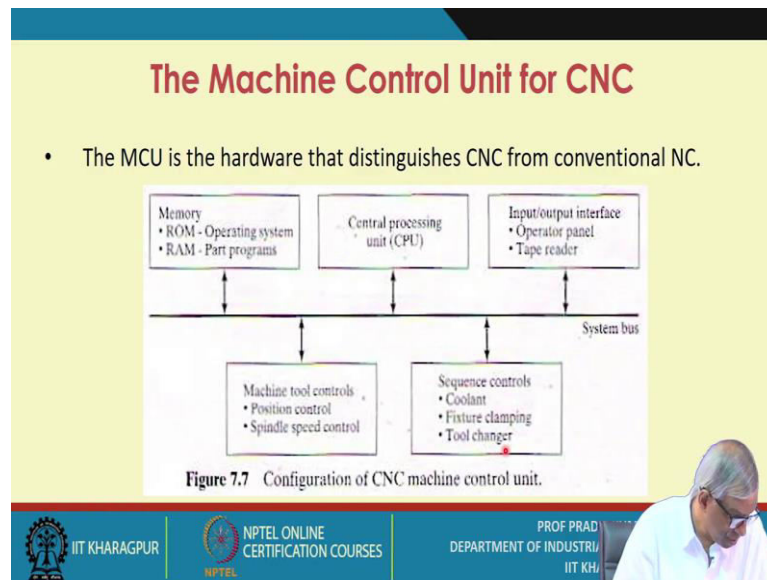 The Machine Control Unit for CNC
• The MCU is the hardware that distinguishes CNC from conventional NC.
Memory
• ROM - Operating system
• RAM - Part programs
Central processing
unit (CPU)
Input/output interface
• Operator panel
• Tape reader
System bus
Machine tool controls
• Position control
• Spindle speed control
Sequence controls
• Coolant
• Fixture clamping
• Tool changer
Figure 7.7 Configuration of CNC machine control unit.
IIT KHARAGPUR
NPTEL
NPTEL ONLINE
CERTIFICATION COURSES
PROF
DEPARTMENT OF
IIT